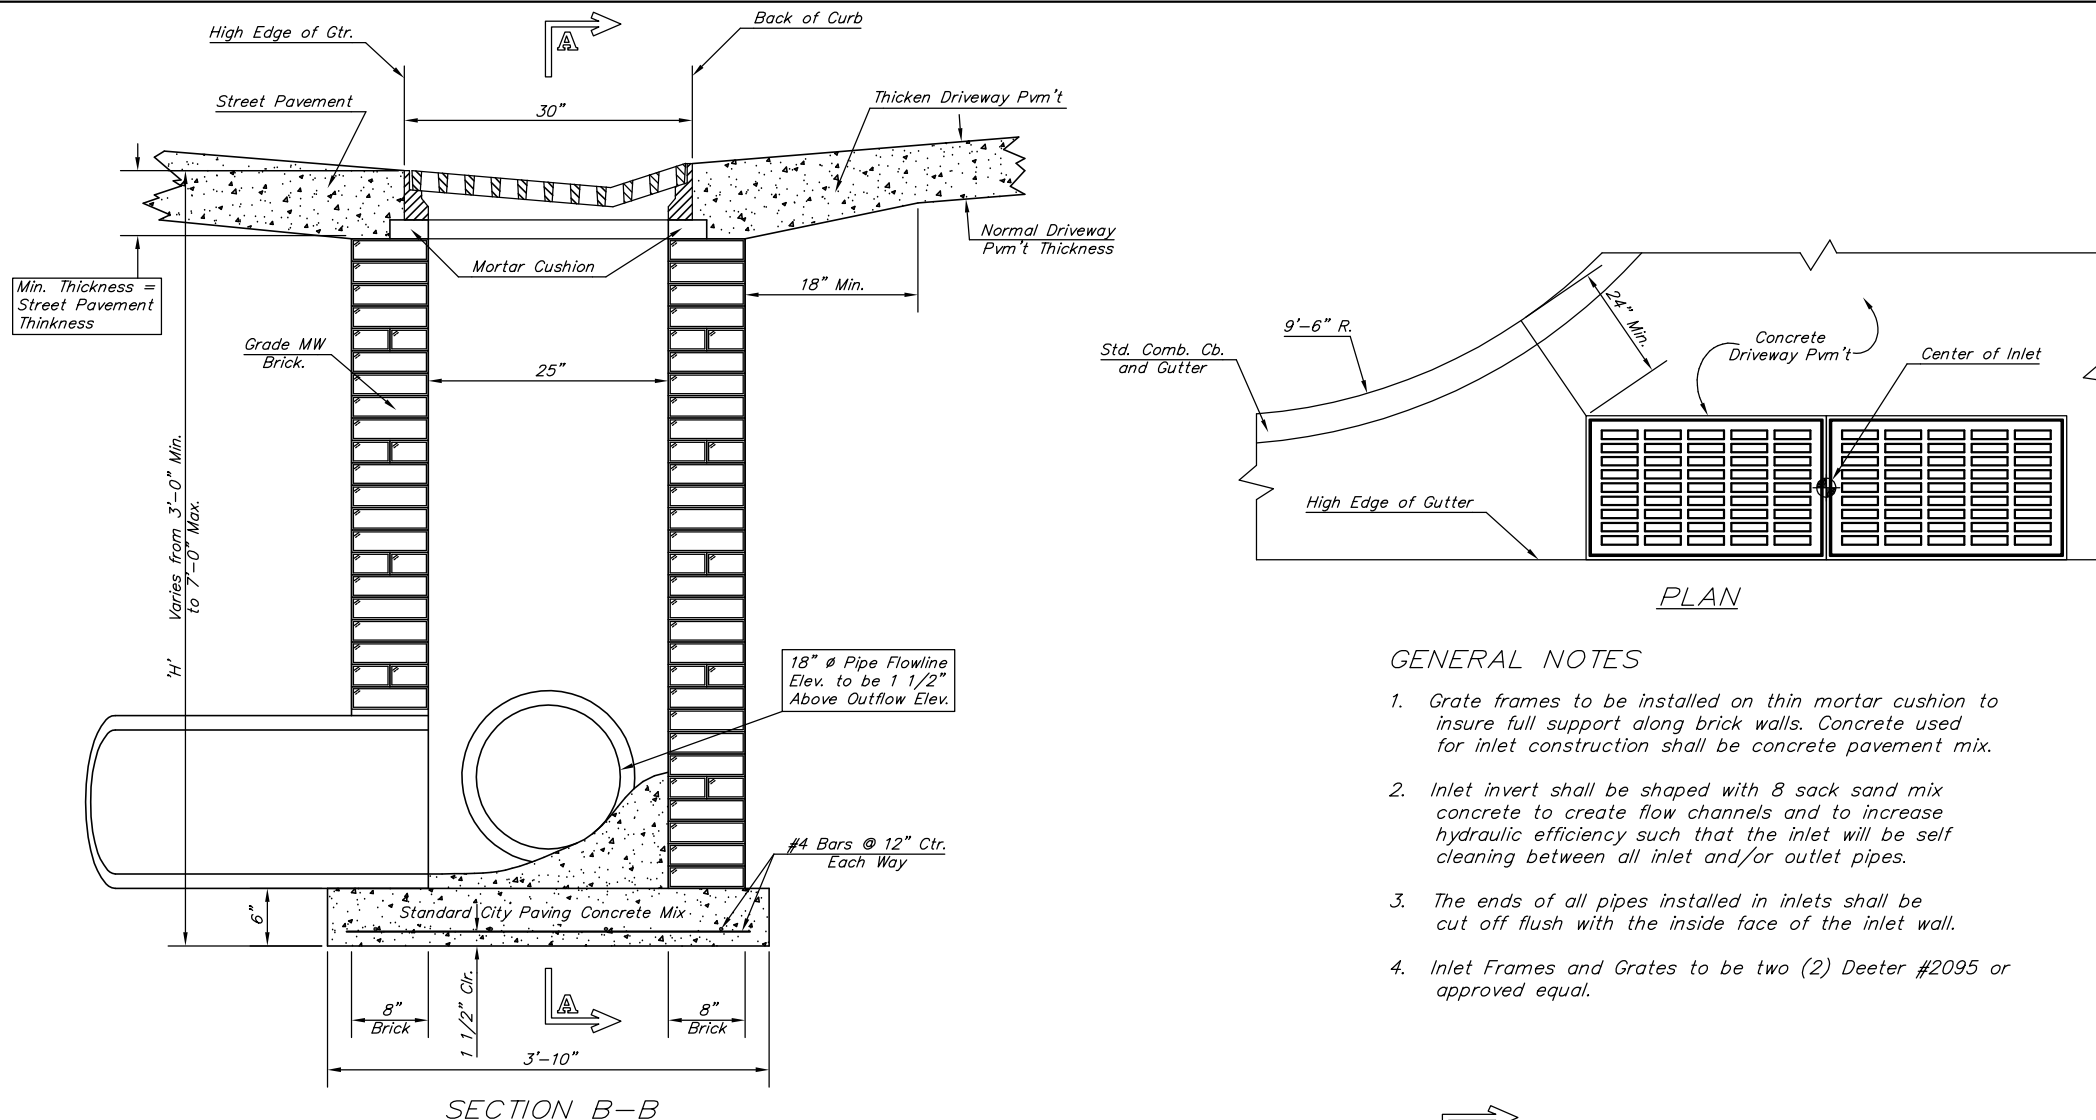 High Edge of Gtr.
A
Back of Curb
Street Pavement
30"
Thicken Driveway Pvm't
Normal Driveway
Pvm't Thickness
Mortar Cushion
18" Min.
Min. Thickness =
Street Pavement
Thinkness
Grade MW
Brick.
25"
'H' Varies from 3'-0" Min.
to 7'-0" Max.
18" ø Pipe Flowline
Elev. to be 1 1/2"
Above Outflow Elev.
#4 Bars @ 12" Ctr.
Each Way
Standard City Paving Concrete Mix
6"
8"
Brick
1 1/2" Clr.
A
8"
Brick
3'-10"
SECTION B-B
9'-6" R.
24" Min.
Std. Comb. Cb.
and Gutter
Concrete
Driveway Pvm't
Center of Inlet
High Edge of Gutter
PLAN
GENERAL NOTES
1. Grate frames to be installed on thin mortar cushion to
insure full support along brick walls. Concrete used
for inlet construction shall be concrete pavement mix.
2. Inlet invert shall be shaped with 8 sack sand mix
concrete to create flow channels and to increase
hydraulic efficiency such that the inlet will be self
cleaning between all inlet and/or outlet pipes.
3. The ends of all pipes installed in inlets shall be
cut off flush with the inside face of the inlet wall.
4. Inlet Frames and Grates to be two (2) Deeter #2095 or
approved equal.